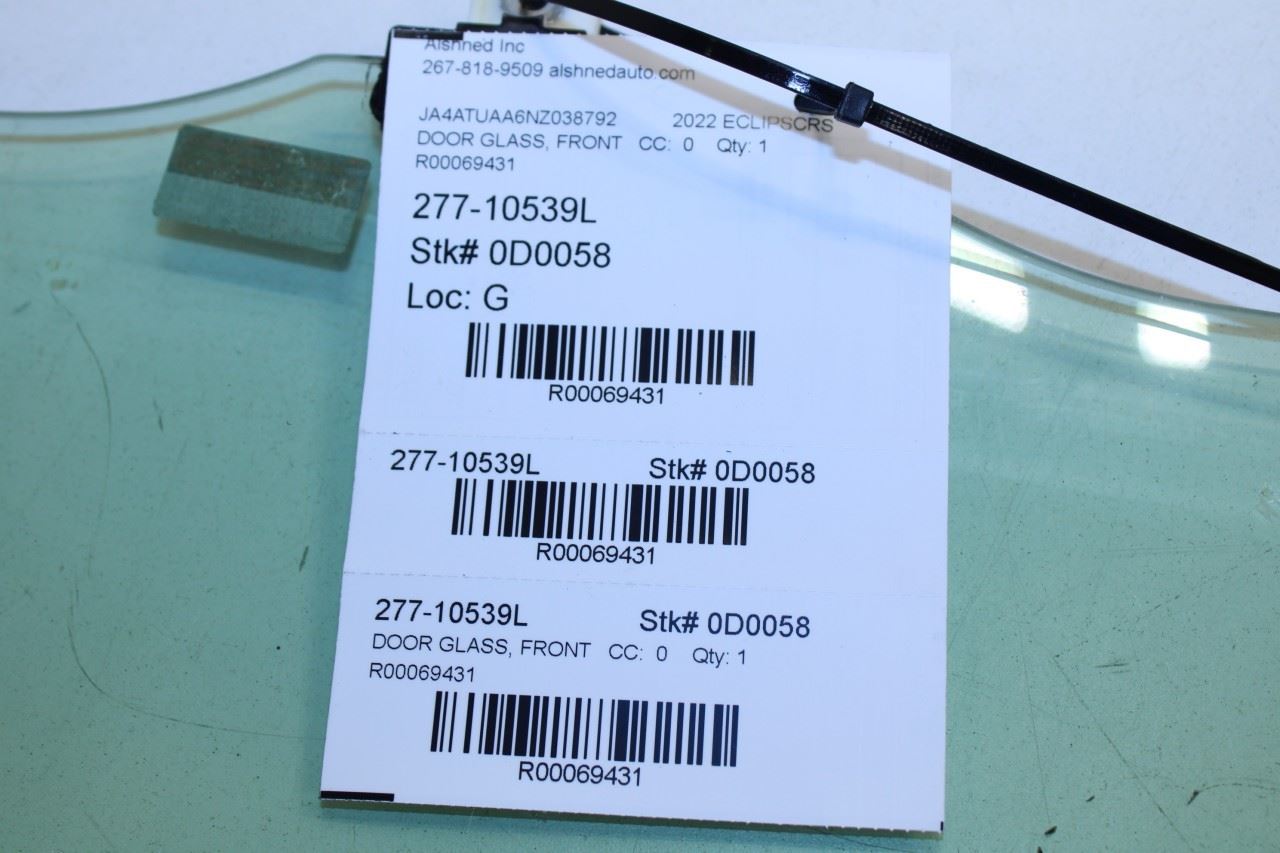 Alshned Inc
267-818-9509 alshnedauto.com
JA4ATUAA6NZ038792 2022 ECLIPSCRS
DOOR GLASS, FRONT CC: 0 Qty: 1
R00069431
277-10539L
Stk# 0D0058
Loc: G
R00069431
277-10539L Stk# 0D0058
R00069431
277-10539L Stk# 0D0058
DOOR GLASS, FRONT CC: 0 Qty: 1
R00069431
R00069431